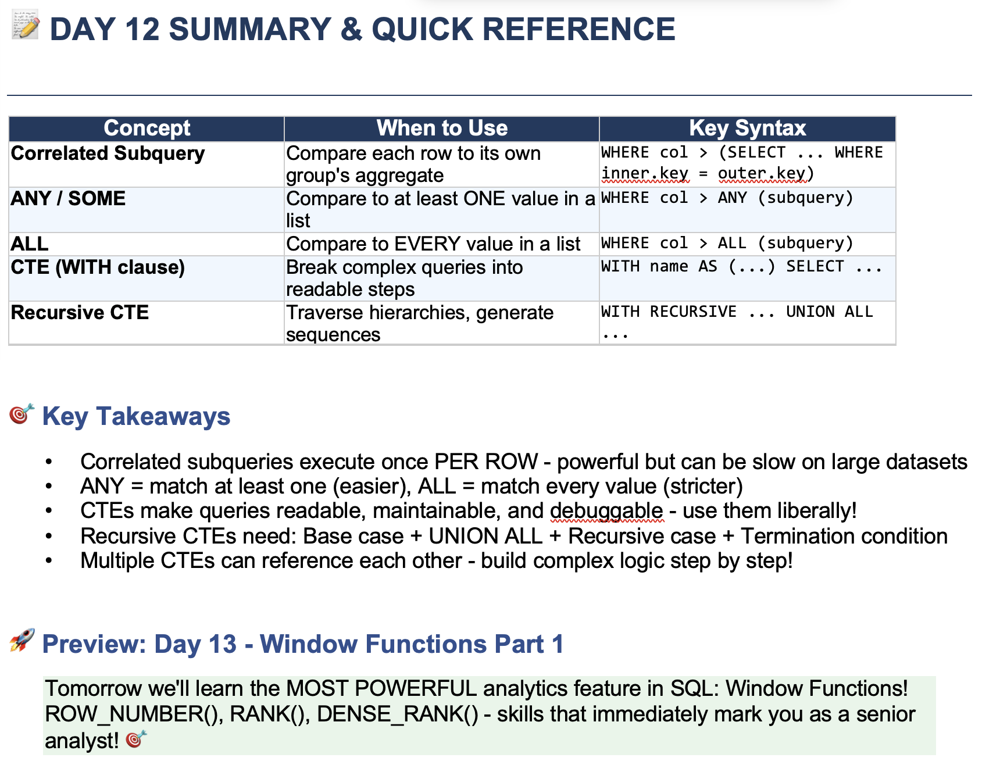 DAY 12 SUMMARY & QUICK REFERENCE
Concept When to Use Key Syntax
Correlated Subquery Compare each row to its own WHERE col > (SELECT ... WHERE
group's aggregate inner.key = outer.key)
ANY / SOME Compare to at least ONE value in a WHERE col > ANY (subquery)
list
ALL Compare to EVERY value in a list WHERE col > ALL (subquery)
CTE (WITH clause) Break complex queries into WITH name AS (...) SELECT ...
readable steps
Recursive CTE Traverse hierarchies, generate WITH RECURSIVE ... UNION ALL
sequences ...
Key Takeaways
• Correlated subqueries execute once PER ROW - powerful but can be slow on large datasets
• ANY = match at least one (easier), ALL = match every value (stricter)
• CTEs make queries readable, maintainable, and debuggable - use them liberally!
• Recursive CTEs need: Base case + UNION ALL + Recursive case + Termination condition
• Multiple CTEs can reference each other - build complex logic step by step!
Preview: Day 13 - Window Functions Part 1
Tomorrow we'll learn the MOST POWERFUL analytics feature in SQL: Window Functions!
ROW_NUMBER(), RANK(), DENSE_RANK() - skills that immediately mark you as a senior
analyst! 🎯